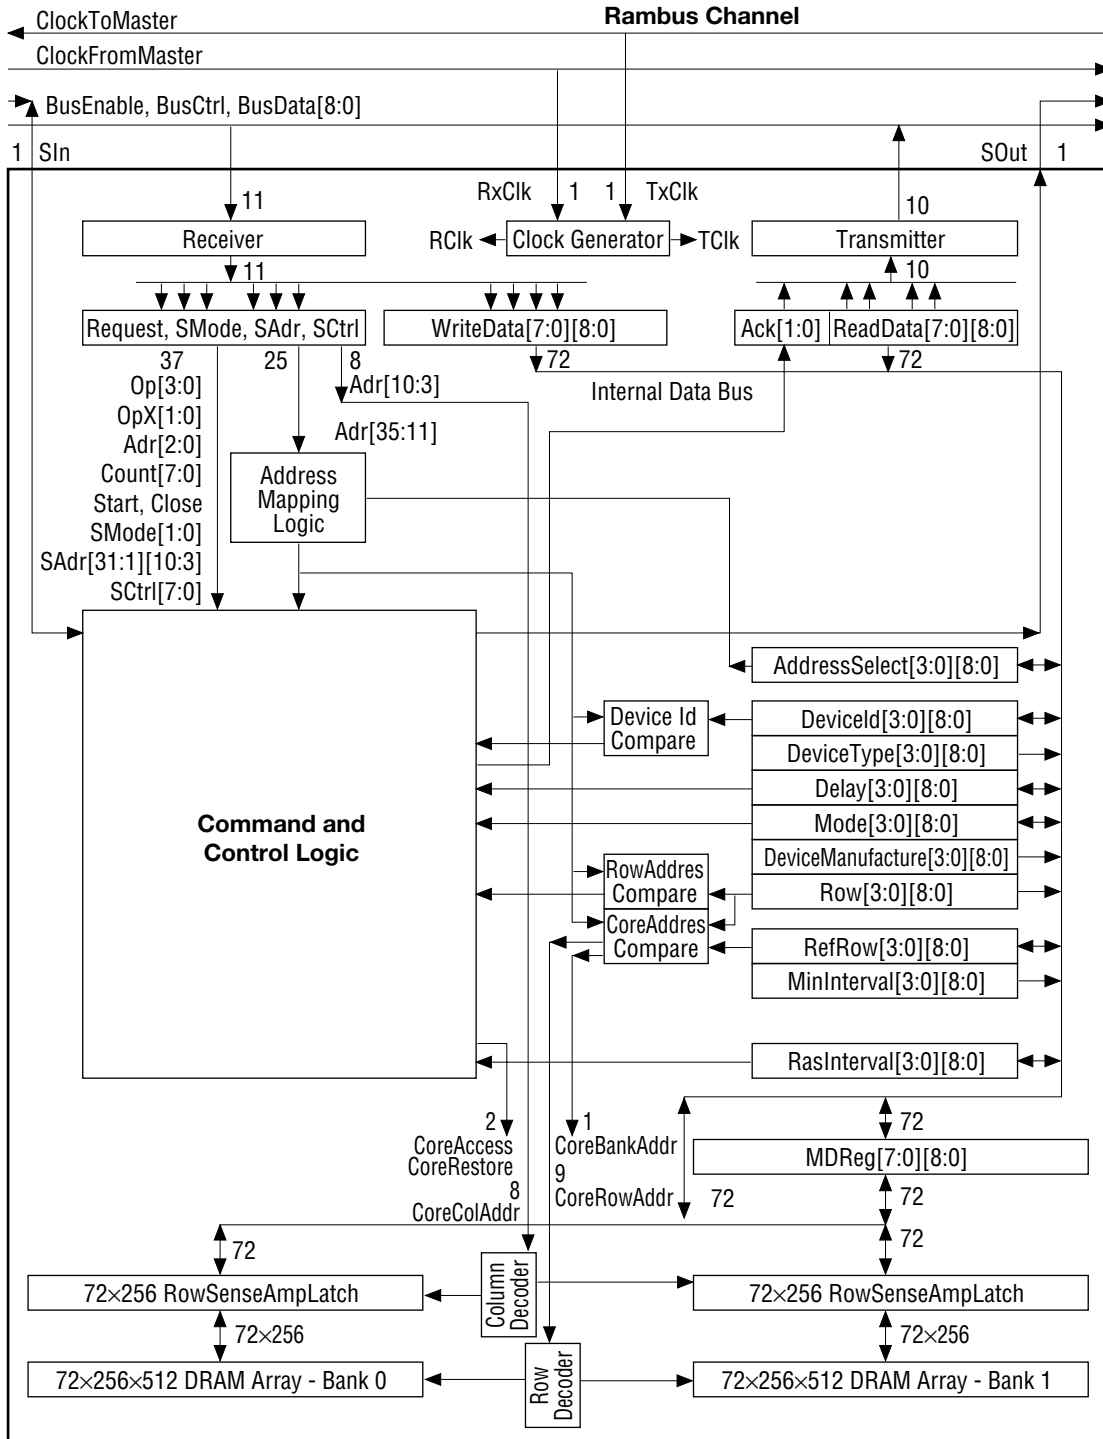 Rambus Channel
ClockToMaster
ClockFromMaster
BusEnable, BusCtrl, BusData[8:0]
1 SIn
SOut 1
11
RxClk 1
1 TxClk
10
Receiver
RClk
Clock Generator
TClk
Transmitter
11
10
Request, SMode, SAdr, SCtrl
WriteData[7:0][8:0]
Ack[1:0]
ReadData[7:0][8:0]
37
25
8
72
72
Op[3:0]
Adr[10:3]
Internal Data Bus
OpX[1:0]
Adr[2:0]
Adr[35:11]
Count[7:0]
Start, Close
SMode[1:0]
SAdr[31:1][10:3]
SCtrl[7:0]
Address
Mapping
Logic
Command and
Control Logic
AddressSelect[3:0][8:0]
Device Id
Compare
DeviceId[3:0][8:0]
DeviceType[3:0][8:0]
Delay[3:0][8:0]
Mode[3:0][8:0]
DeviceManufacture[3:0][8:0]
RowAddres
Compare
Row[3:0][8:0]
CoreAddres
Compare
RefRow[3:0][8:0]
MinInterval[3:0][8:0]
RasInterval[3:0][8:0]
2
CoreAccess
CoreRestore
8
CoreColAddr
1
CoreBankAddr
9
CoreRowAddr
72
72
MDReg[7:0][8:0]
72
72
72
Column
Decoder
72×256 RowSenseAmpLatch
72×256 RowSenseAmpLatch
72×256
72×256
Row
Decoder
72×256×512 DRAM Array - Bank 0
72×256×512 DRAM Array - Bank 1